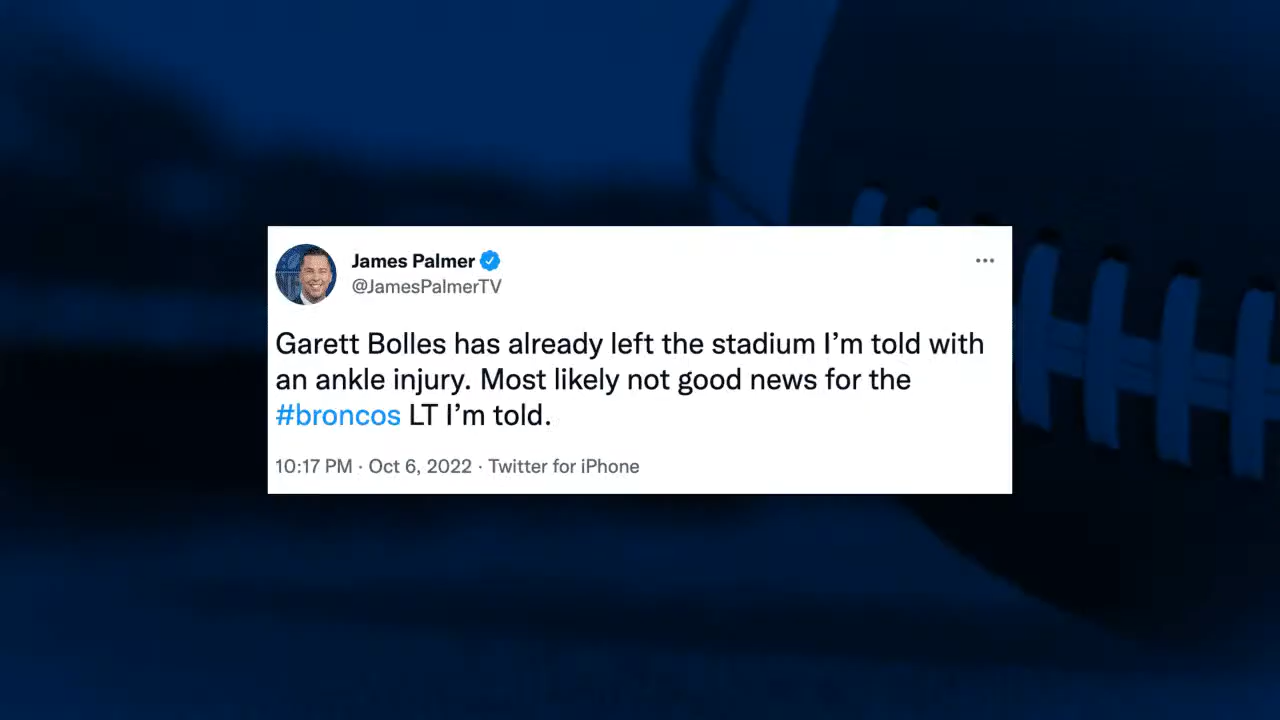 James Palmer
@JamesPalmerTV
Garett Bolles has already left the stadium I’m told with
an ankle injury. Most likely not good news for the
#broncos LT I’m told.
10:17 PM · Oct 6, 2022 · Twitter for iPhone